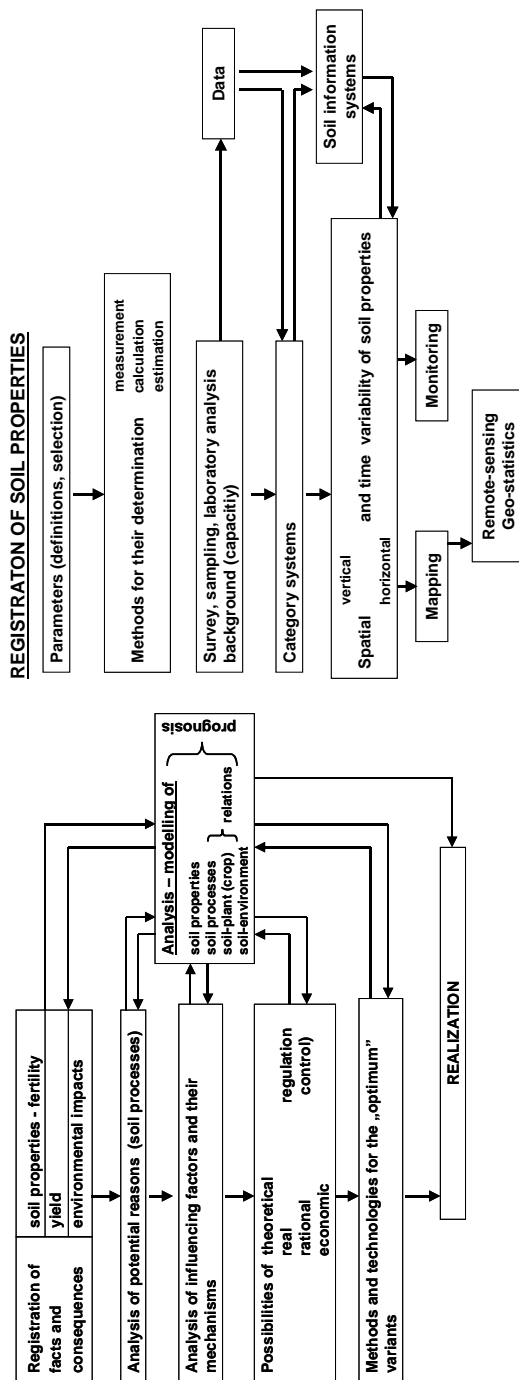 Registration of
facts and
consequences
soil properties - fertility
yield
environmental impacts
Analysis of potential reasons (soil processes)
Analysis of influencing factors and their
mechanisms
Possibilities of theoretical regulation
real control)
rational
economic
Methods and technologies for the „optimum”
variants
REALIZATION
Analysis – modelling of
soil properties
soil processes
soil-plant (crop)
soil-environment
relations
prognosis
REGISTRATON OF SOIL PROPERTIES
Parameters (definitions, selection)
Methods for their determination
measurement
calculation
estimation
Survey, sampling, laboratory analysis
background (capacitiy)
Data
Category systems
Soil information
systems
Spatial and time variability of soil properties
vertical
horizontal
Mapping
Monitoring
Remote-sensing
Geo-statistics